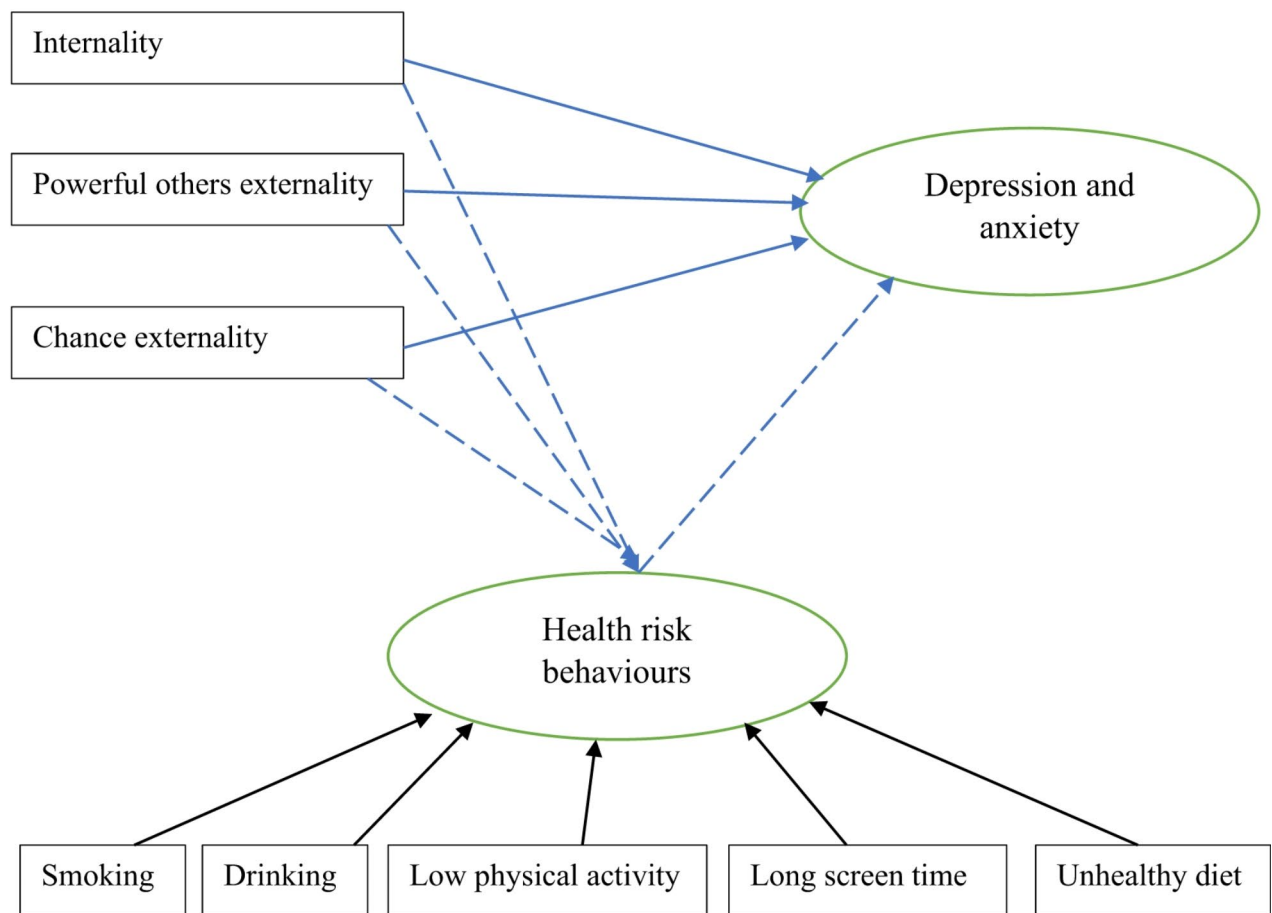 Internality
Powerful others externality
Chance externality
Depression and
anxiety
Health risk
behaviours
Smoking
Drinking
Low physical activity
Long screen time
Unhealthy diet